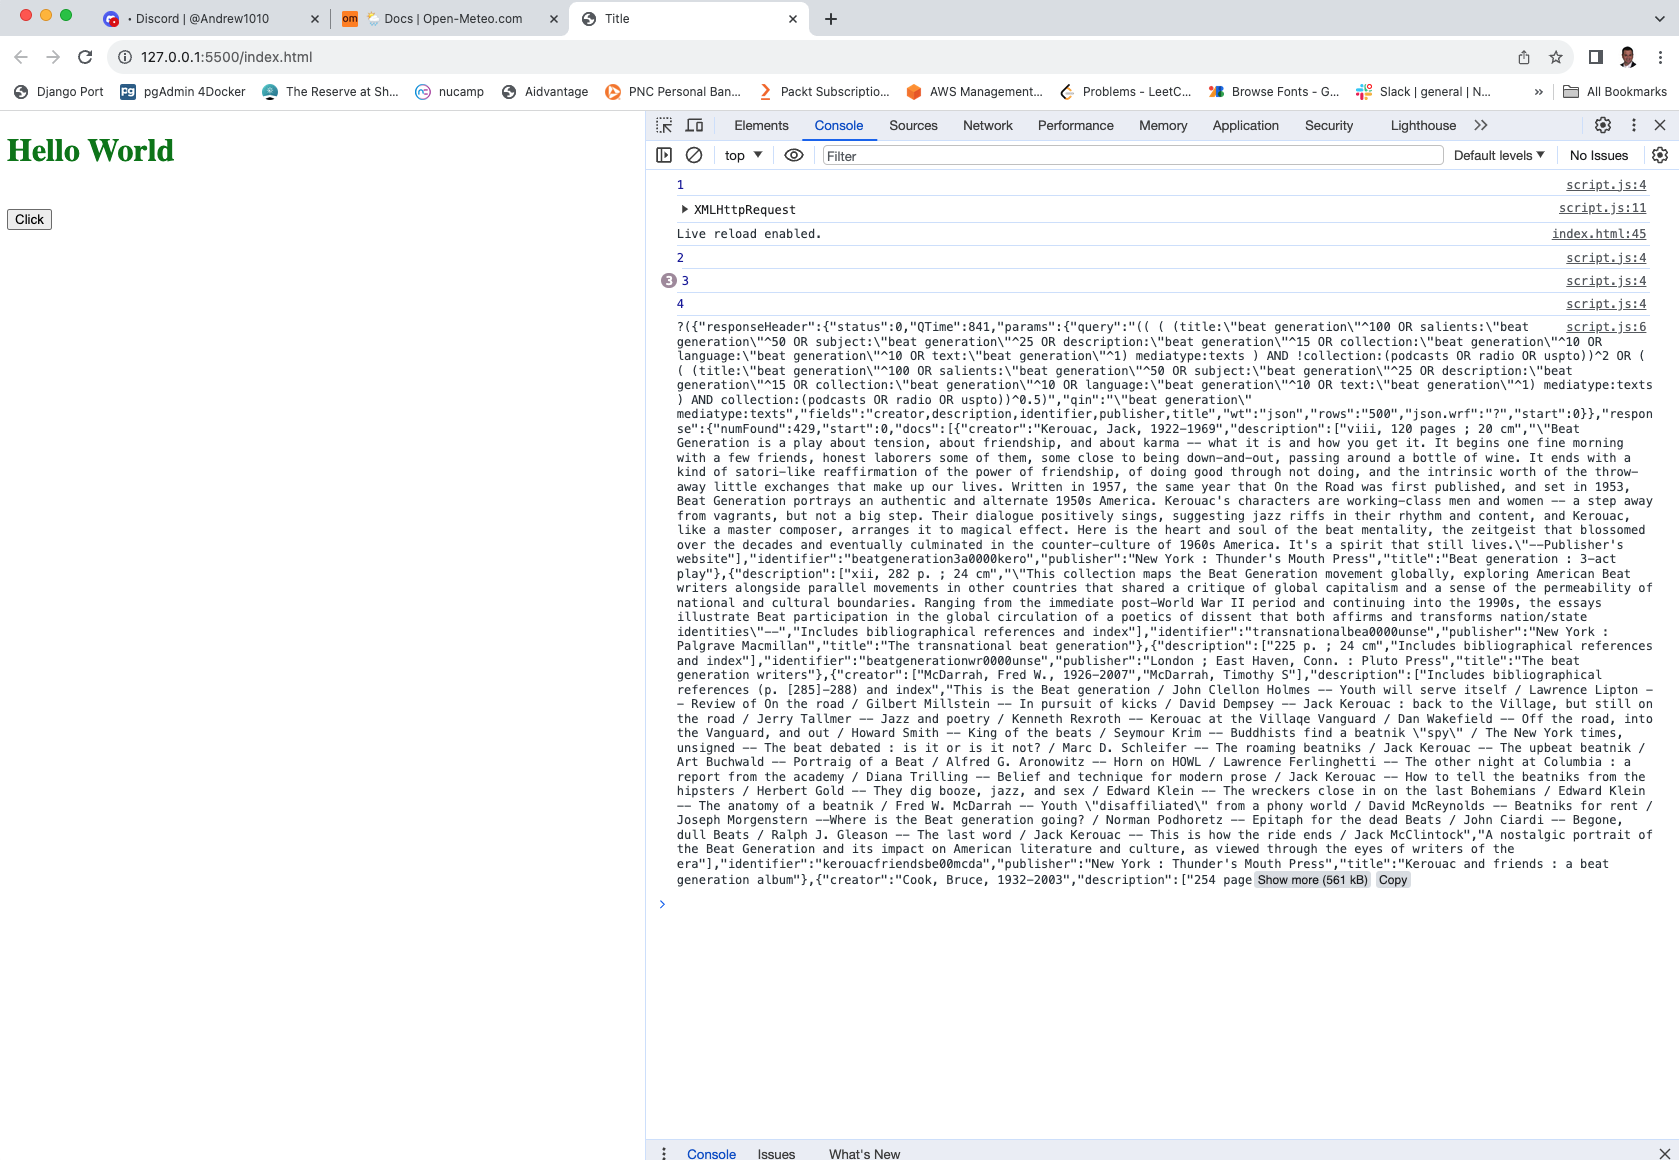 • Discord | @Andrew1010
om Docs | Open-Meteo.com
Title
127.0.0.1:5500/index.html
Django Port
pg pgAdmin 4Docker
The Reserve at Sh...
nc nucamp
Aidvantage
PNC Personal Ban...
Packt Subscriptio...
AWS Management...
Problems - LeetC...
Browse Fonts - G...
Slack | general | N...
»
All Bookmarks
Hello World
Click
Elements Console Sources Network Performance Memory Application Security Lighthouse
top Filter Default levels No Issues
1 script.js:4
XMLHttpRequest script.js:11
Live reload enabled. index.html:45
2 script.js:4
3 3 script.js:4
4 script.js:4
?({"responseHeader":{"status":0,"QTime":841,"params":{"query":"(( ( (title:\"beat generation\"^100 OR salients:\"beat script.js:6
generation\"^50 OR subject:\"beat generation\"^25 OR description:\"beat generation\"^15 OR collection:\"beat generation\"^10 OR
language:\"beat generation\"^10 OR text:\"beat generation\"^1) mediatype:texts ) AND !collection:(podcasts OR radio OR uspto))^2 OR (
( (title:\"beat generation\"^100 OR salients:\"beat generation\"^50 OR subject:\"beat generation\"^25 OR description:\"beat
generation\"^15 OR collection:\"beat generation\"^10 OR language:\"beat generation\"^10 OR text:\"beat generation\"^1) mediatype:texts
) AND collection:(podcasts OR radio OR uspto))^0.5)","qin":"\"beat generation\"
mediatype:texts","fields":"creator,description,identifier,publisher,title","wt":"json","rows":"500","json.wrf":"?","start":0}},"respon
se":{"numFound":429,"start":0,"docs":[{"creator":"Kerouac, Jack, 1922-1969","description":["viii, 120 pages ; 20 cm","\"Beat
Generation is a play about tension, about friendship, and about karma -- what it is and how you get it. It begins one fine morning
with a few friends, honest laborers some of them, some close to being down-and-out, passing around a bottle of wine. It ends with a
kind of satori-like reaffirmation of the power of friendship, of doing good through not doing, and the intrinsic worth of the throw-
away little exchanges that make up our lives. Written in 1957, the same year that On the Road was first published, and set in 1953,
Beat Generation portrays an authentic and alternate 1950s America. Kerouac's characters are working-class men and women -- a step away
from vagrants, but not a big step. Their dialogue positively sings, suggesting jazz riffs in their rhythm and content, and Kerouac,
like a master composer, arranges it to magical effect. Here is the heart and soul of the beat mentality, the zeitgeist that blossomed
over the decades and eventually culminated in the counter-culture of 1960s America. It's a spirit that still lives.\"--Publisher's
website"],"identifier":"beatgeneration3a0000kero","publisher":"New York : Thunder's Mouth Press","title":"Beat generation : 3-act
play"},{"description":["xii, 282 p. ; 24 cm","\"This collection maps the Beat Generation movement globally, exploring American Beat
writers alongside parallel movements in other countries that shared a critique of global capitalism and a sense of the permeability of
national and cultural boundaries. Ranging from the immediate post-World War II period and continuing into the 1990s, the essays
illustrate Beat participation in the global circulation of a poetics of dissent that both affirms and transforms nation/state
identities\"--","Includes bibliographical references and index"],"identifier":"transnationalbea0000unse","publisher":"New York :
Palgrave Macmillan","title":"The transnational beat generation"},{"description":["225 p. ; 24 cm","Includes bibliographical references
and index"],"identifier":"beatgenerationwr0000unse","publisher":"London ; East Haven, Conn. : Pluto Press","title":"The beat
generation writers"},{"creator":["McDarrah, Fred W., 1926-2007","McDarrah, Timothy S"],"description":["Includes bibliographical
references (p. [285]-288) and index","This is the Beat generation / John Clellon Holmes -- Youth will serve itself / Lawrence Lipton -
- Review of On the road / Gilbert Millstein -- In pursuit of kicks / David Dempsey -- Jack Kerouac : back to the Village, but still on
the road / Jerry Tallmer -- Jazz and poetry / Kenneth Rexroth -- Kerouac at the Villaqe Vanguard / Dan Wakefield -- Off the road, into
the Vanguard, and out / Howard Smith -- King of the beats / Seymour Krim -- Buddhists find a beatnik \"spy\" / The New York times,
unsigned -- The beat debated : is it or is it not? / Marc D. Schleifer -- The roaming beatniks / Jack Kerouac -- The upbeat beatnik /
Art Buchwald -- Portraig of a Beat / Alfred G. Aronowitz -- Horn on HOWL / Lawrence Ferlinghetti -- The other night at Columbia : a
report from the academy / Diana Trilling -- Belief and technique for modern prose / Jack Kerouac -- How to tell the beatniks from the
hipsters / Herbert Gold -- They dig booze, jazz, and sex / Edward Klein -- The wreckers close in on the last Bohemians / Edward Klein
-- The anatomy of a beatnik / Fred W. McDarrah -- Youth \"disaffiliated\" from a phony world / David McReynolds -- Beatniks for rent /
Joseph Morgenstern --Where is the Beat generation going? / Norman Podhoretz -- Epitaph for the dead Beats / John Ciardi -- Begone,
dull Beats / Ralph J. Gleason -- The last word / Jack Kerouac -- This is how the ride ends / Jack McClintock","A nostalgic portrait of
the Beat Generation and its impact on American literature and culture, as viewed through the eyes of writers of the
era"],"identifier":"kerouacfriendsbe00mcda","publisher":"New York : Thunder's Mouth Press","title":"Kerouac and friends : a beat
generation album"},{"creator":"Cook, Bruce, 1932-2003","description":["254 page Show more (561 kB) Copy
Console Issues What's New